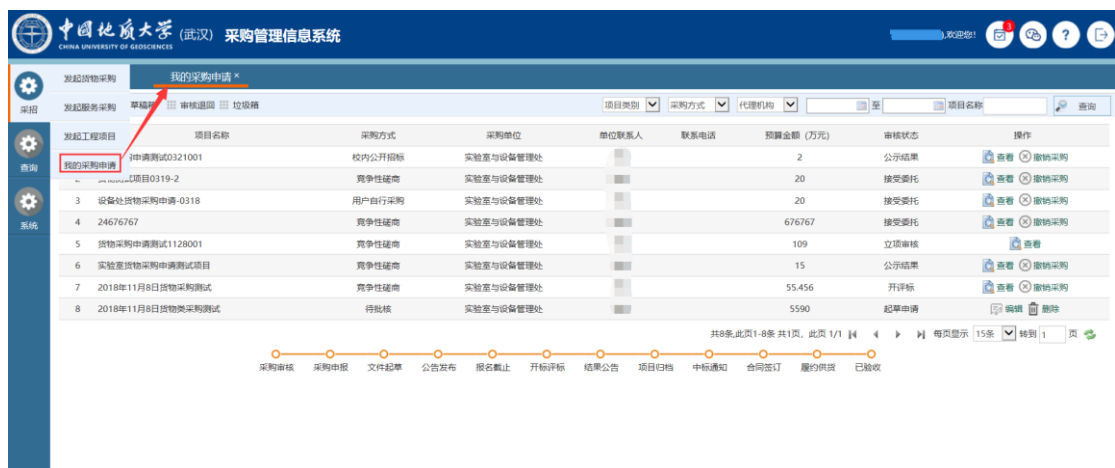 中国地质大学 (武汉) 采购管理信息系统
CHINA UNIVERSITY OF GEOSCIENCES
,欢迎您! 3 ?
采招
查询
系统
发起货物采购
发起服务采购
发起工程项目
我的采购申请
我的采购申请 ×
草稿箱 审核退回 垃圾箱 项目类别 采购方式 代理机构 至 项目名称 查询
项目名称 采购方式 采购单位 单位联系人 联系电话 预算金额 (万元) 审核状态 操作
申请测试0321001 校内公开招标 实验室与设备管理处 2 公示结果 查看 撤销采购
项目0319-2 竞争性磋商 实验室与设备管理处 20 接受委托 查看 撤销采购
3 设备处货物采购申请-0318 用户自行采购 实验室与设备管理处 20 接受委托 查看 撤销采购
4 24676767 竞争性磋商 实验室与设备管理处 676767 接受委托 查看 撤销采购
5 货物采购申请测试1128001 竞争性磋商 实验室与设备管理处 109 立项审核 查看
6 实验室货物采购申请测试项目 竞争性磋商 实验室与设备管理处 15 公示结果 查看 撤销采购
7 2018年11月8日货物采购测试 竞争性磋商 实验室与设备管理处 55.456 开评标 查看 撤销采购
8 2018年11月8日货物类采购测试 待批核 实验室与设备管理处 5590 起草申请 编辑 删除
共8条,此页1-8条 共1页, 此页 1/1 每页显示 15条 转到 1 页
采购审核 采购申报 文件起草 公告发布 报名截止 开标评标 结果公告 项目归档 中标通知 合同签订 履约供货 已验收